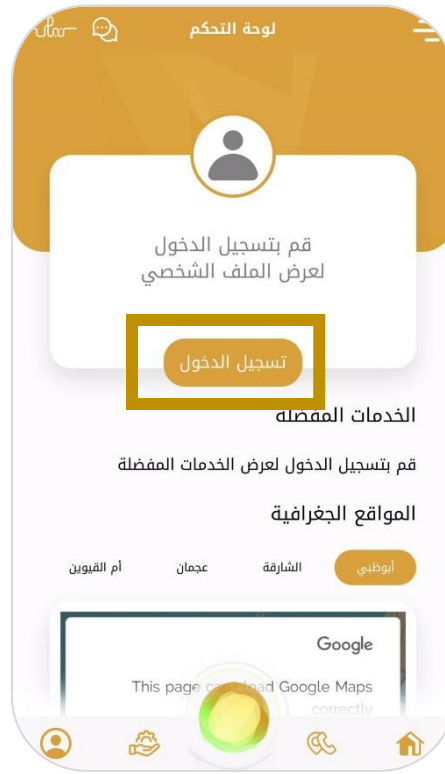 لوحة التحكم
قم بتسجيل الدخول
لعرض الملف الشخصي
تسجيل الدخول
الخدمات المفضلة
قم بتسجيل الدخول لعرض الخدمات المفضلة
المواقع الجغرافية
أبوظبي الشارقة عجمان أم القيوين
Google
This page can't load Google Maps
correctly